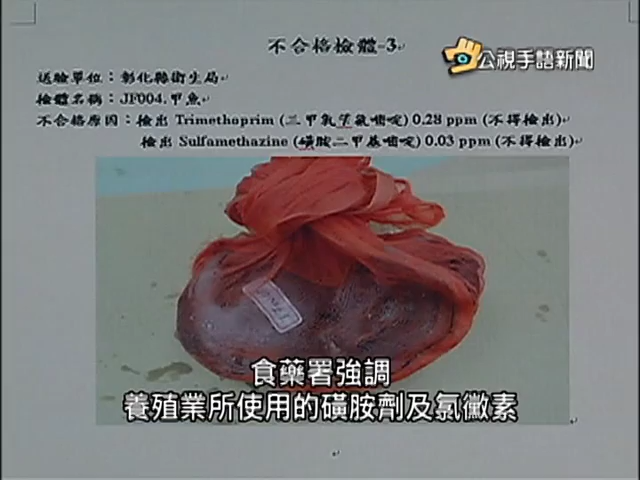 不合格檢體-3
公視手語新聞
送驗單位：彰化縣衛生局
檢體名稱：JF004.甲魚
不合格原因：檢出 Trimethoprim (三甲氧苄氨嘧啶) 0.28 ppm (不得檢出)
檢出 Sulfamethazine (磺胺二甲基嘧啶) 0.03 ppm (不得檢出)
食藥署強調
養殖業所使用的磺胺劑及氯黴素